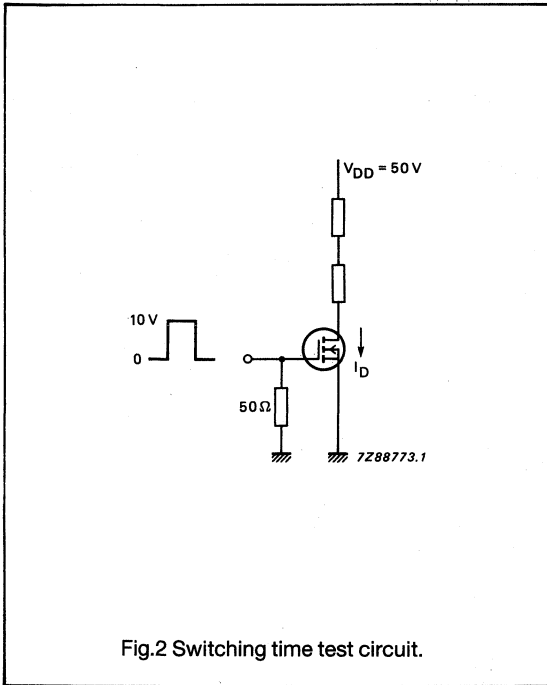 V_DD = 50 V
10 V
0
50 Ω
I_D
7Z88773.1
Fig.2 Switching time test circuit.